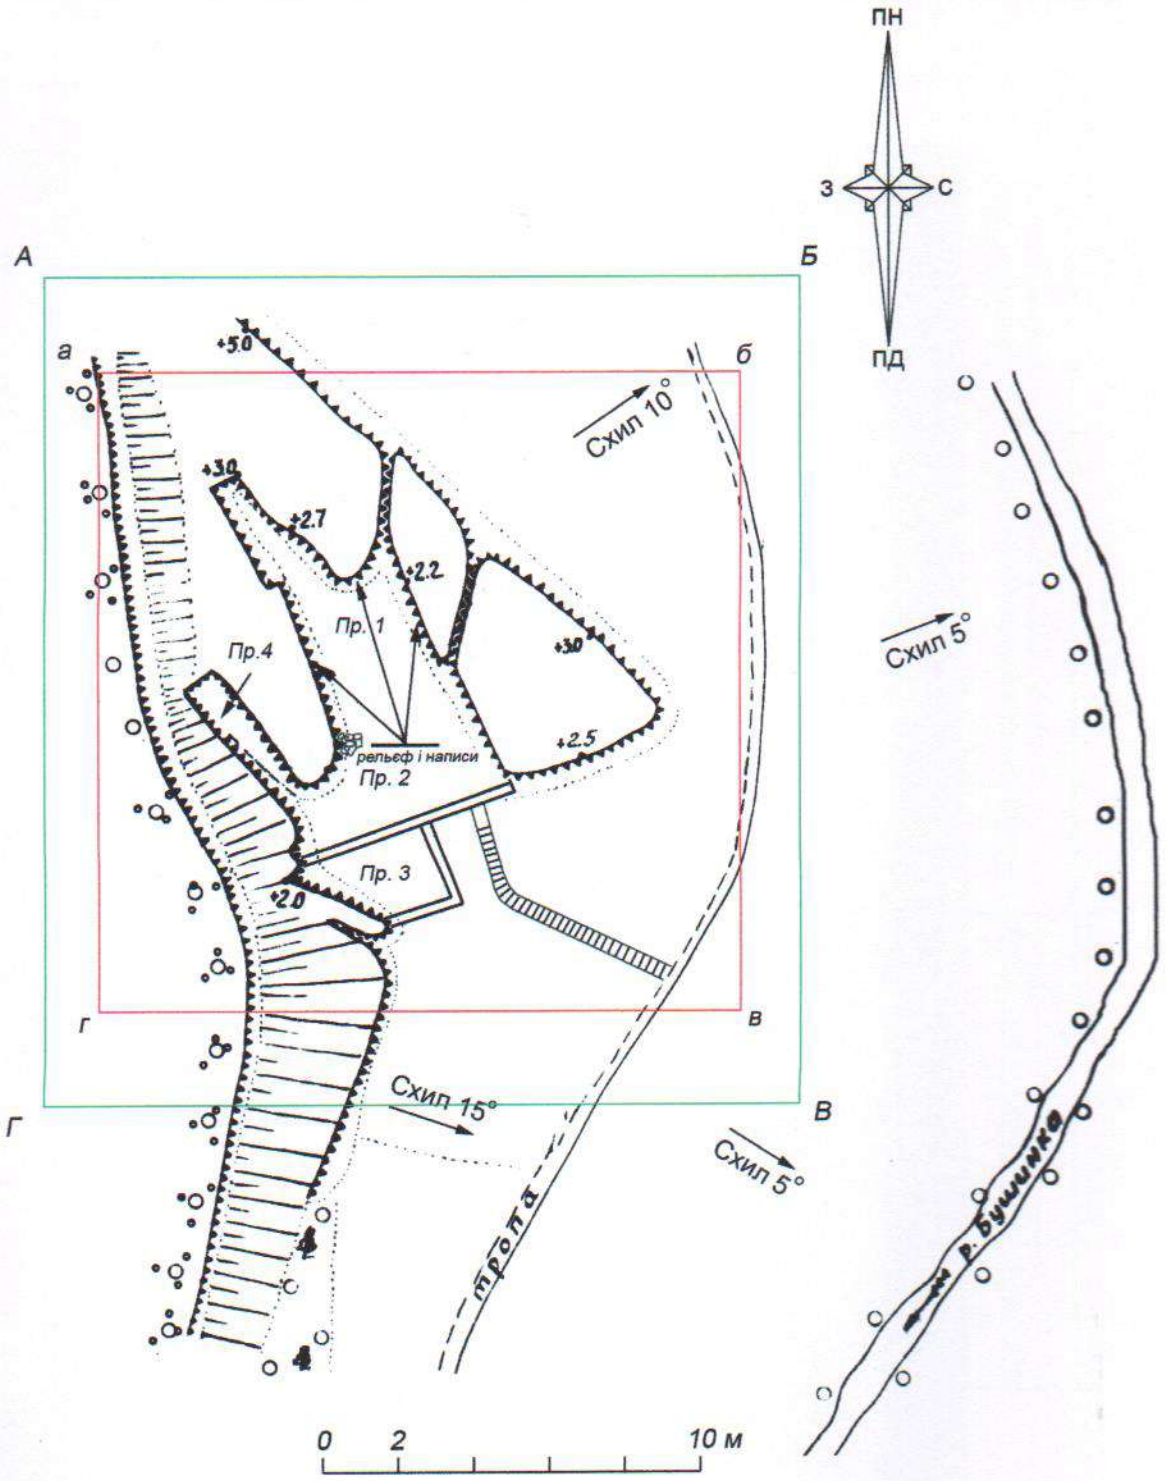 ПН
З С
ПД
А Б
+5.0
а б
Схил 10°
+3.0
+2.7
+2.2
Пр. 1
Пр.4
+3.0
Схил 5°
+2.5
рельєф і написи
Пр. 2
Пр. 3
+2.0
г в
Схил 15°
Г В
Схил 5°
р. Бушинка
тропа
0 2 10 м